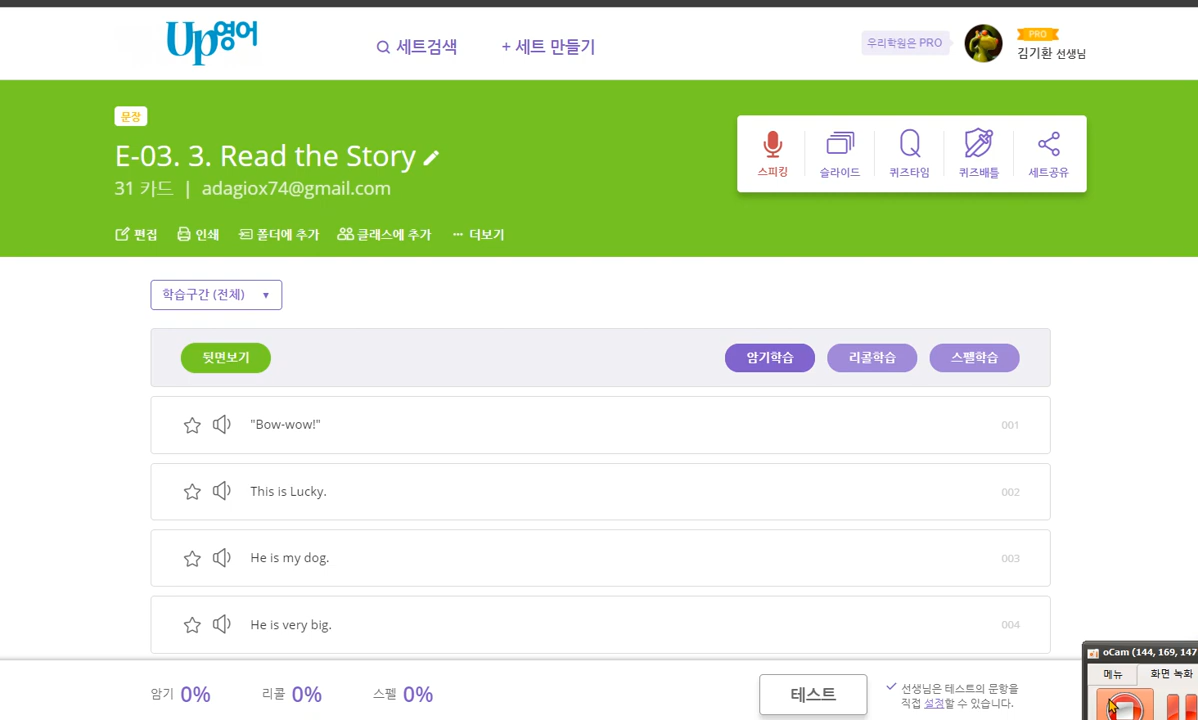 Up영어
세트검색
+ 세트 만들기
우리학원은 PRO
PRO
김기환 선생님
문장
E-03. 3. Read the Story
31 카드 | adagiox74@gmail.com
편집
인쇄
폴더에 추가
클래스에 추가
··· 더보기
스피킹
슬라이드
퀴즈타임
퀴즈배틀
세트공유
학습구간 (전체) ▼
뒷면보기
암기학습
리콜학습
스펠학습
"Bow-wow!" 001
This is Lucky. 002
He is my dog. 003
He is very big. 004
암기 0%
리콜 0%
스펠 0%
테스트
선생님은 테스트의 문항을
직접 설정할 수 있습니다.
oCam (144, 169, 147
메뉴
화면 녹화